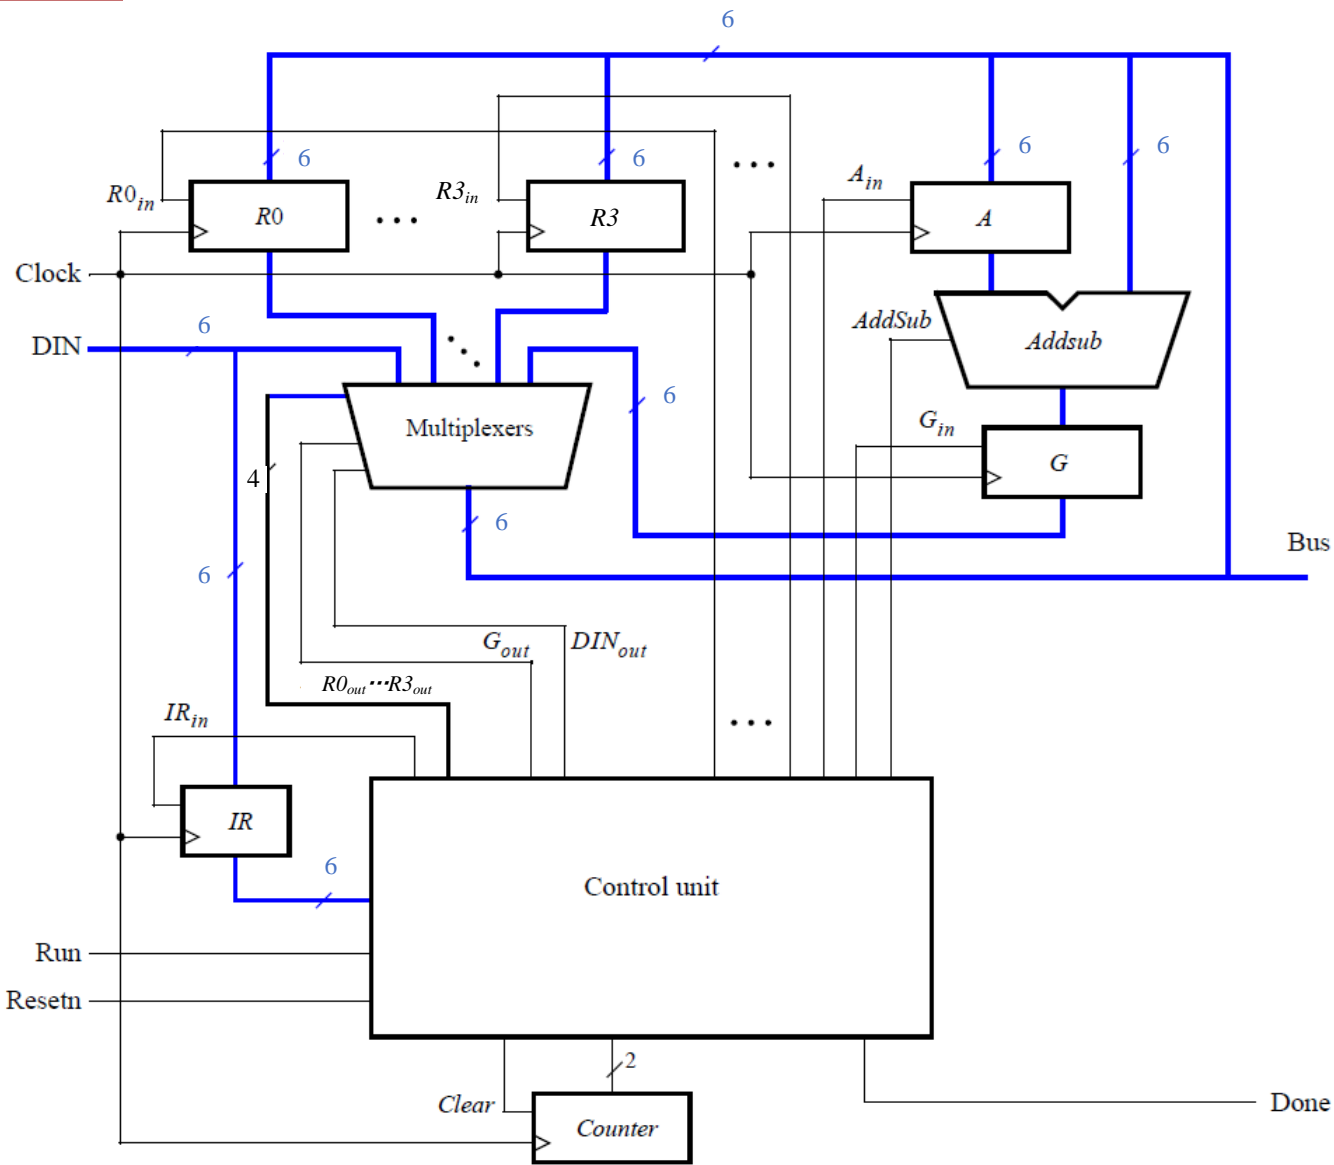 6
6
6
6
6
R0in
R0
• • •
R3in
R3
• • •
Ain
A
Clock
DIN
6
AddSub
Addsub
Multiplexers
6
Gin
G
4
6
Bus
6
Gout
DINout
R0out ••• R3out
IRin
• • •
IR
6
Control unit
Run
Resetn
2
Clear
Counter
Done